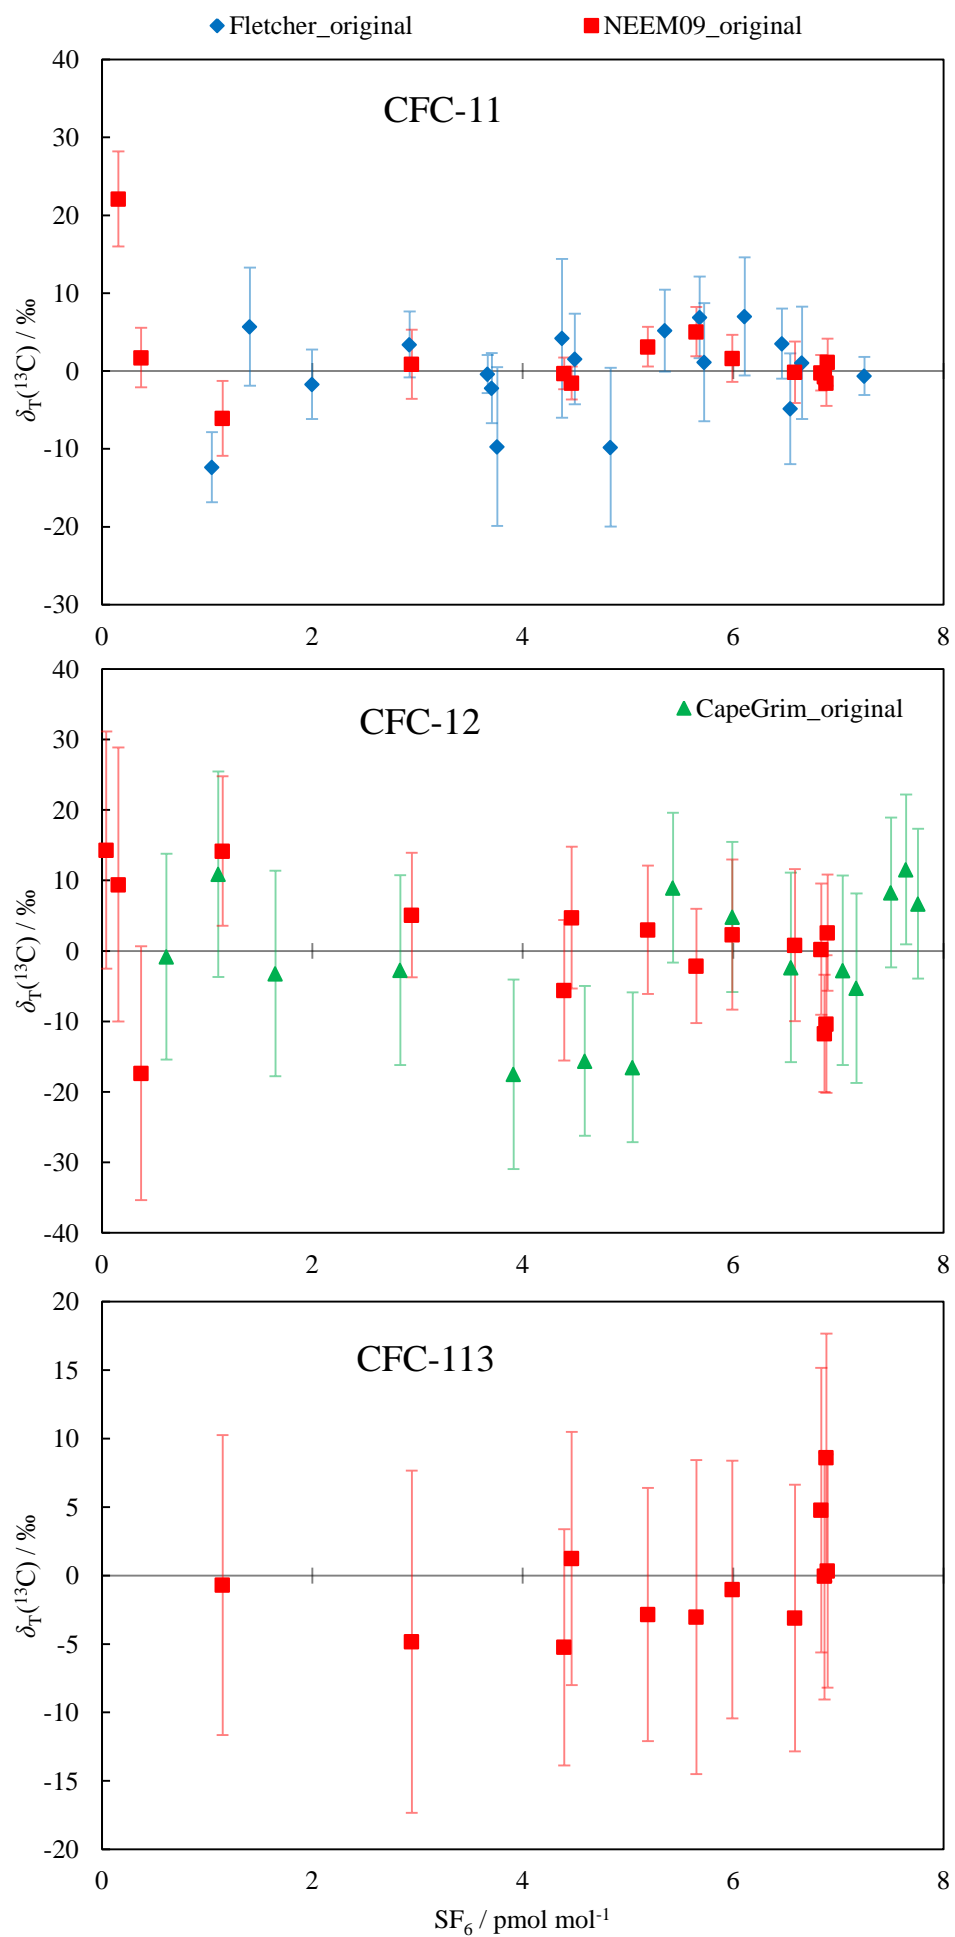 Fletcher_original NEEM09_original
40
CFC-11
30
20
10
0
-10
-20
-30
0 2 4 6 8
δT(¹³C) / ‰
40
CFC-12 CapeGrim_original
30
20
10
0
-10
-20
-30
-40
0 2 4 6 8
δT(¹³C) / ‰
20
CFC-113
15
10
5
0
-5
-10
-15
-20
0 2 4 6 8
δT(¹³C) / ‰
SF₆ / pmol mol⁻¹